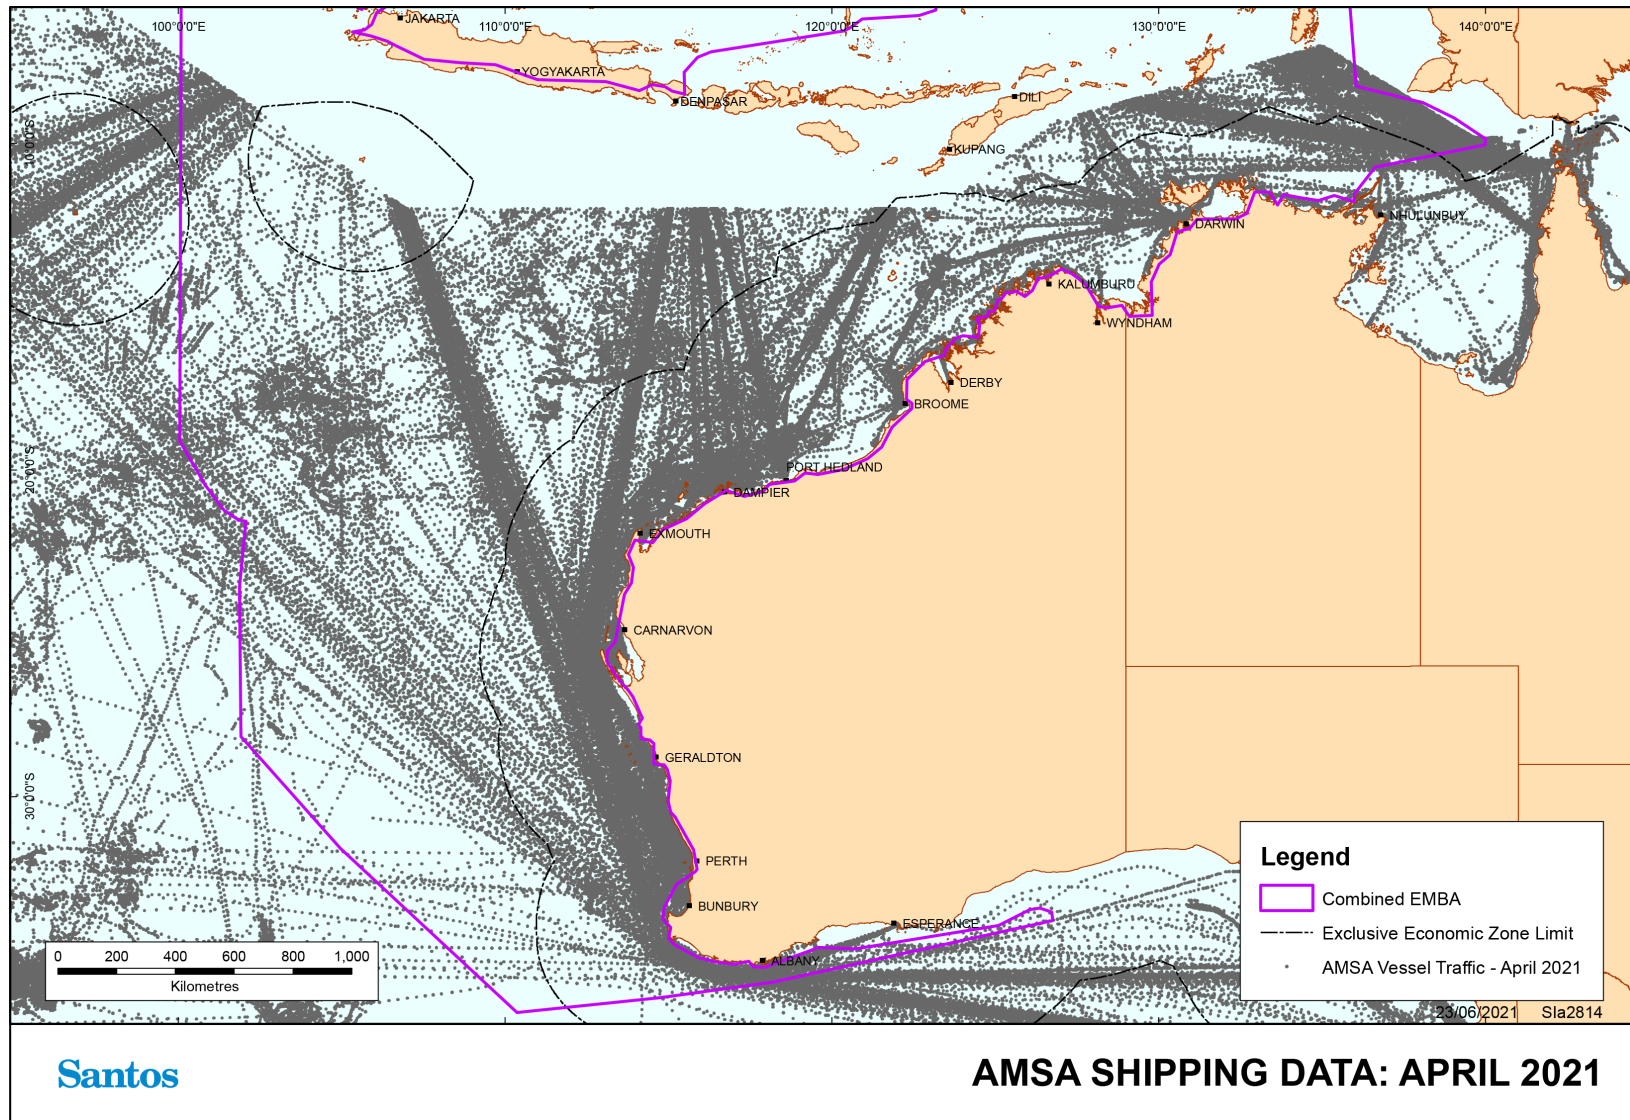 JAKARTA
100°0'0"E
110°0'0"E
120°0'0"E
130°0'0"E
140°0'0"E
YOGYAKARTA
DENPASAR
DILI
10°0'0"S
KUPANG
NHULUNBUY
DARWIN
KALUMBURU
WYNDHAM
DERBY
BROOME
20°0'0"S
PORT HEDLAND
DAMPIER
EXMOUTH
CARNARVON
GERALDTON
30°0'0"S
PERTH
BUNBURY
ESPERANCE
ALBANY
Legend
Combined EMBA
Exclusive Economic Zone Limit
AMSA Vessel Traffic - April 2021
0 200 400 600 800 1,000
Kilometres
23/06/2021 Sla2814
Santos
AMSA SHIPPING DATA: APRIL 2021